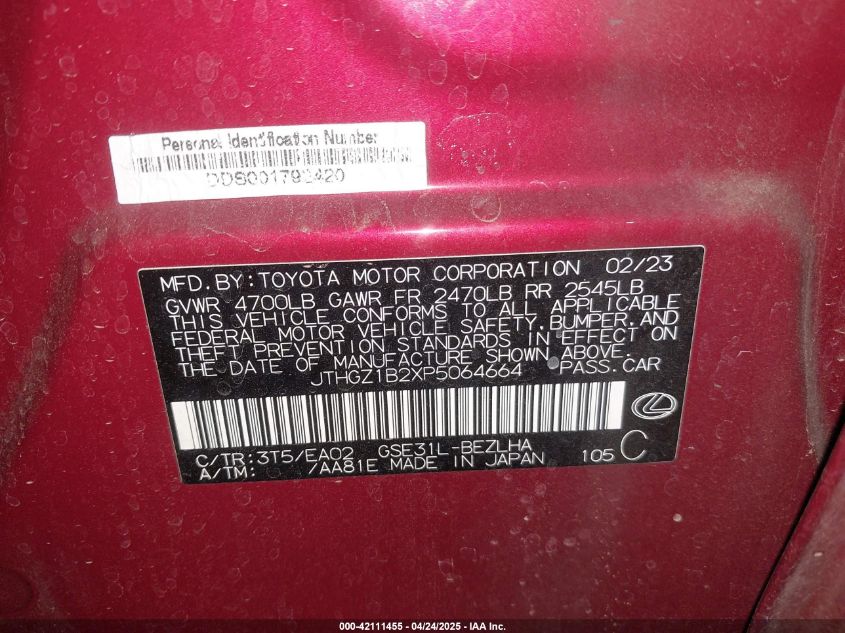 Personal Identification Number
DDS001792420
MFD. BY: TOYOTA MOTOR CORPORATION 02/23
GVWR 4700LB GAWR FR 2470LB RR 2545LB
THIS VEHICLE CONFORMS TO ALL APPLICABLE
FEDERAL MOTOR VEHICLE SAFETY, BUMPER, AND
THEFT PREVENTION STANDARDS IN EFFECT ON
THE DATE OF MANUFACTURE SHOWN ABOVE.
JTHGZ1B2XP5064664 PASS. CAR
C/TR: 3T5/EA02 GSE31L-BEZLHA
A/TM: /AA81E MADE IN JAPAN 105 C
000-42111455 - 04/24/2025 - IAA Inc.